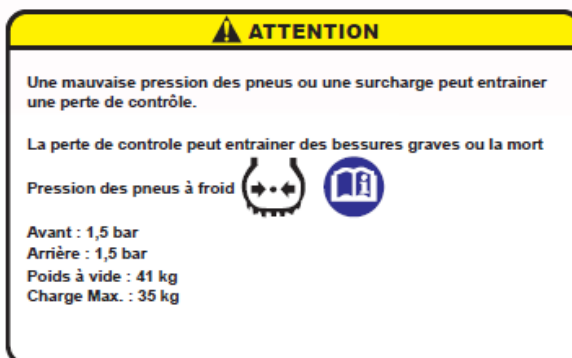 ATTENTION
Une mauvaise pression des pneus ou une surcharge peut entrainer
une perte de contrôle.
La perte de controle peut entrainer des bessures graves ou la mort
Pression des pneus à froid
Avant : 1,5 bar
Arrière : 1,5 bar
Poids à vide : 41 kg
Charge Max. : 35 kg